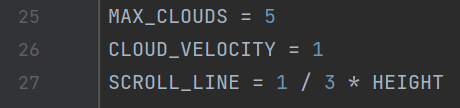 25 MAX_CLOUDS = 5
26 CLOUD_VELOCITY = 1
27 SCROLL_LINE = 1 / 3 * HEIGHT